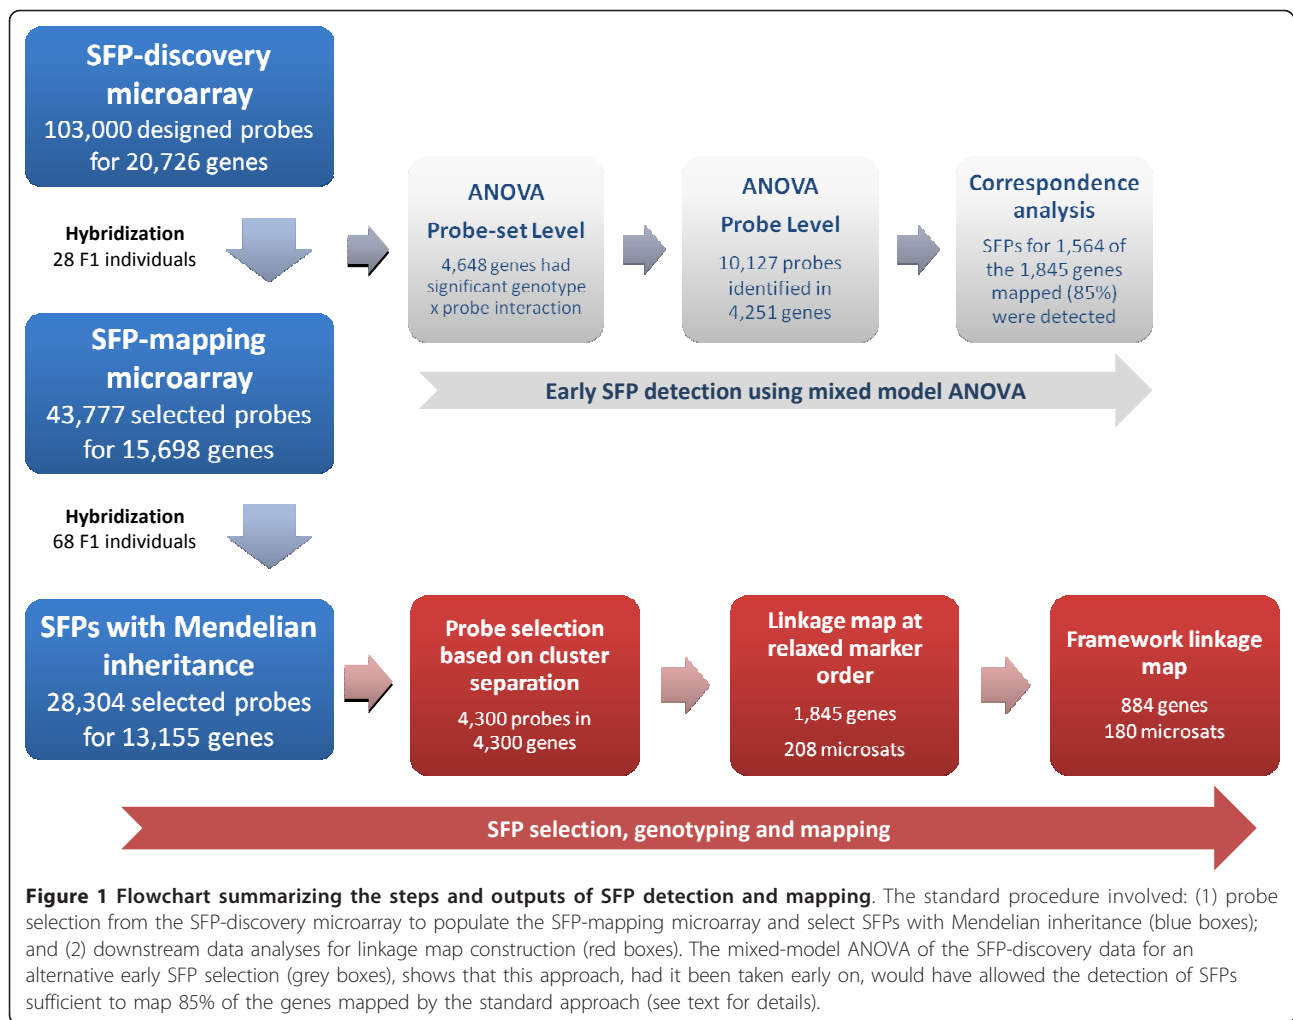 SFP-discovery
microarray
103,000 designed probes
for 20,726 genes
Hybridization
28 F1 individuals
ANOVA
Probe-set Level
4,648 genes had
significant genotype
x probe interaction
ANOVA
Probe Level
10,127 probes
identified in
4,251 genes
Correspondence
analysis
SFPs for 1,564 of
the 1,845 genes
mapped (85%)
were detected
Early SFP detection using mixed model ANOVA
SFP-mapping
microarray
43,777 selected probes
for 15,698 genes
Hybridization
68 F1 individuals
SFPs with Mendelian
inheritance
28,304 selected probes
for 13,155 genes
Probe selection
based on cluster
separation
4,300 probes in
4,300 genes
Linkage map at
relaxed marker
order
1,845 genes
208 microsats
Framework linkage
map
884 genes
180 microsats
SFP selection, genotyping and mapping
Figure 1 Flowchart summarizing the steps and outputs of SFP detection and mapping. The standard procedure involved: (1) probe
selection from the SFP-discovery microarray to populate the SFP-mapping microarray and select SFPs with Mendelian inheritance (blue boxes);
and (2) downstream data analyses for linkage map construction (red boxes). The mixed-model ANOVA of the SFP-discovery data for an
alternative early SFP selection (grey boxes), shows that this approach, had it been taken early on, would have allowed the detection of SFPs
sufficient to map 85% of the genes mapped by the standard approach (see text for details).